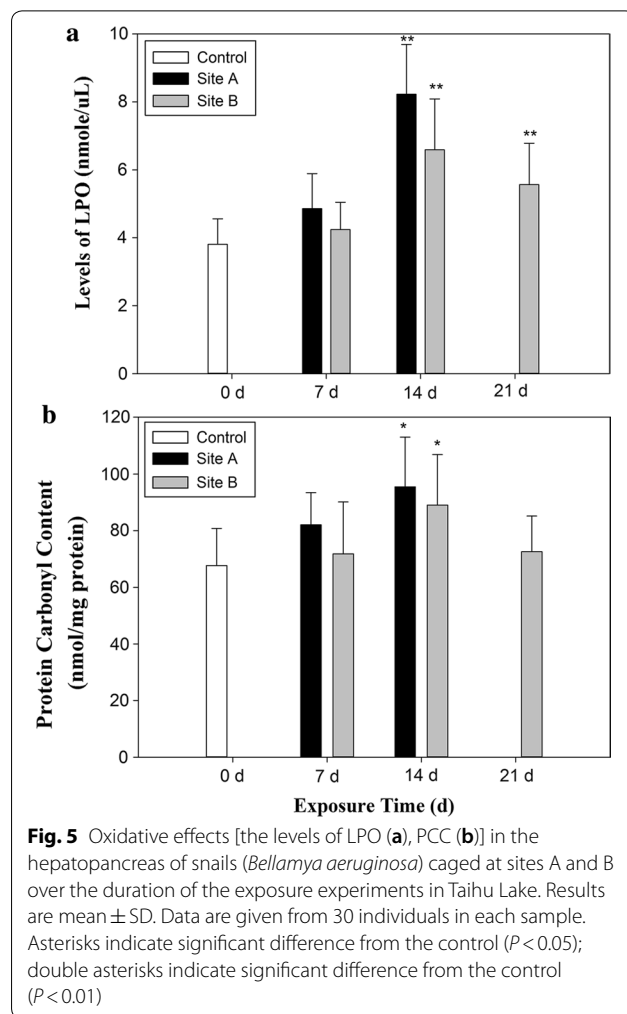 a
10
8
6
4
2
0
Levels of LPO (nmole/uL)
Control
Site A
Site B
**
**
**
0 d 7 d 14 d 21 d
b
120
100
80
60
40
20
0
Protein Carbonyl Content
(nmol/mg protein)
Control
Site A
Site B
*
*
0 d 7 d 14 d 21 d
Exposure Time (d)
Fig. 5 Oxidative effects [the levels of LPO (a), PCC (b)] in the
hepatopancreas of snails (Bellamya aeruginosa) caged at sites A and B
over the duration of the exposure experiments in Taihu Lake. Results
are mean ± SD. Data are given from 30 individuals in each sample.
Asterisks indicate significant difference from the control (P < 0.05);
double asterisks indicate significant difference from the control
(P < 0.01)